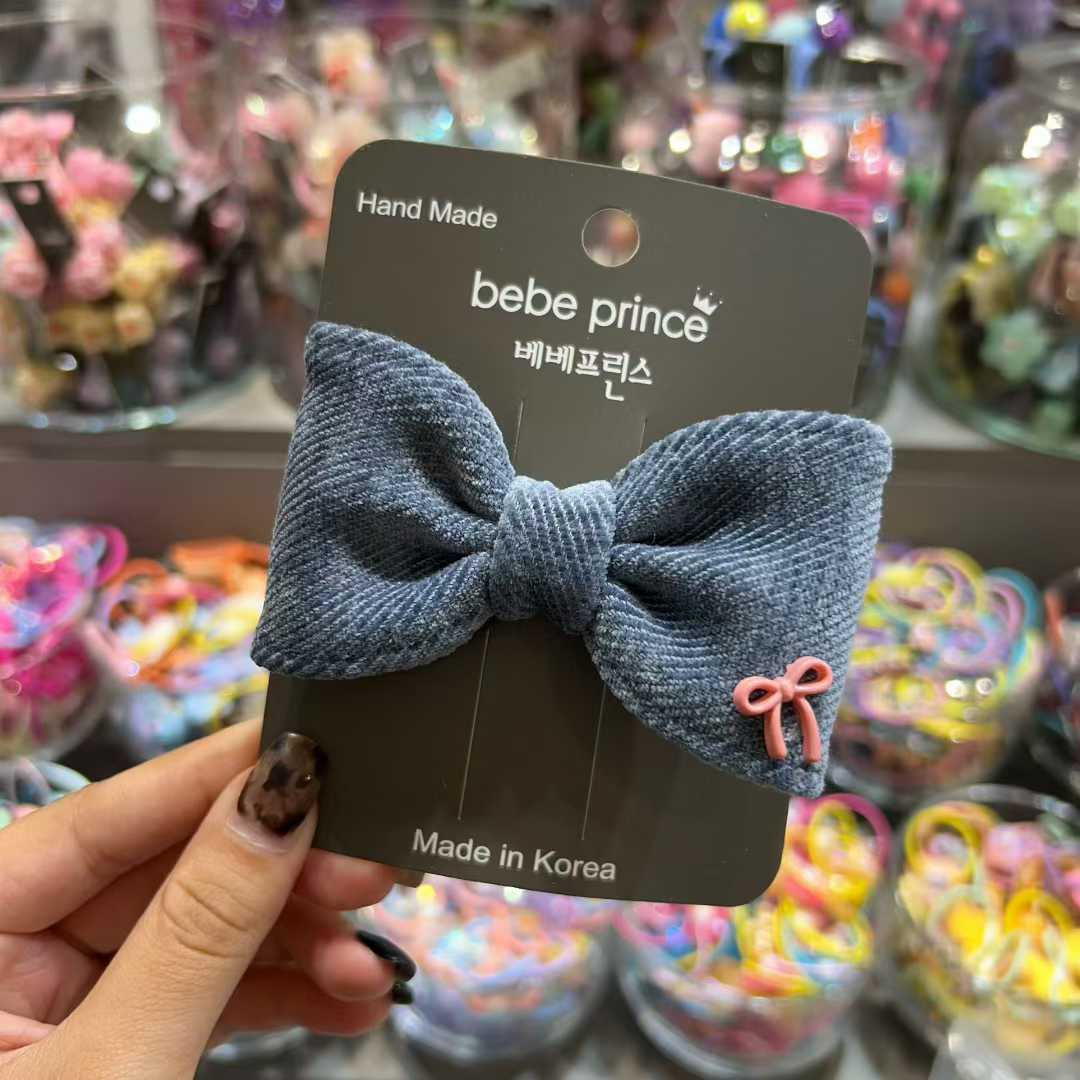 Hand Made
bebe prince
베베프린스
Made in Korea